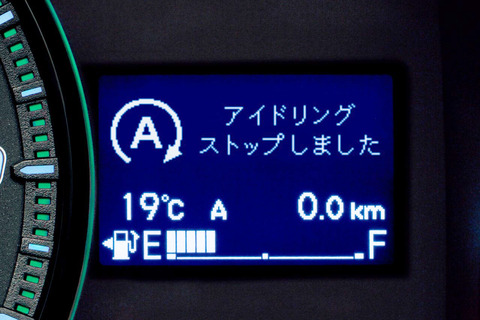 A
アイドリング
ストップしました
19℃ A 0.0 km
E F